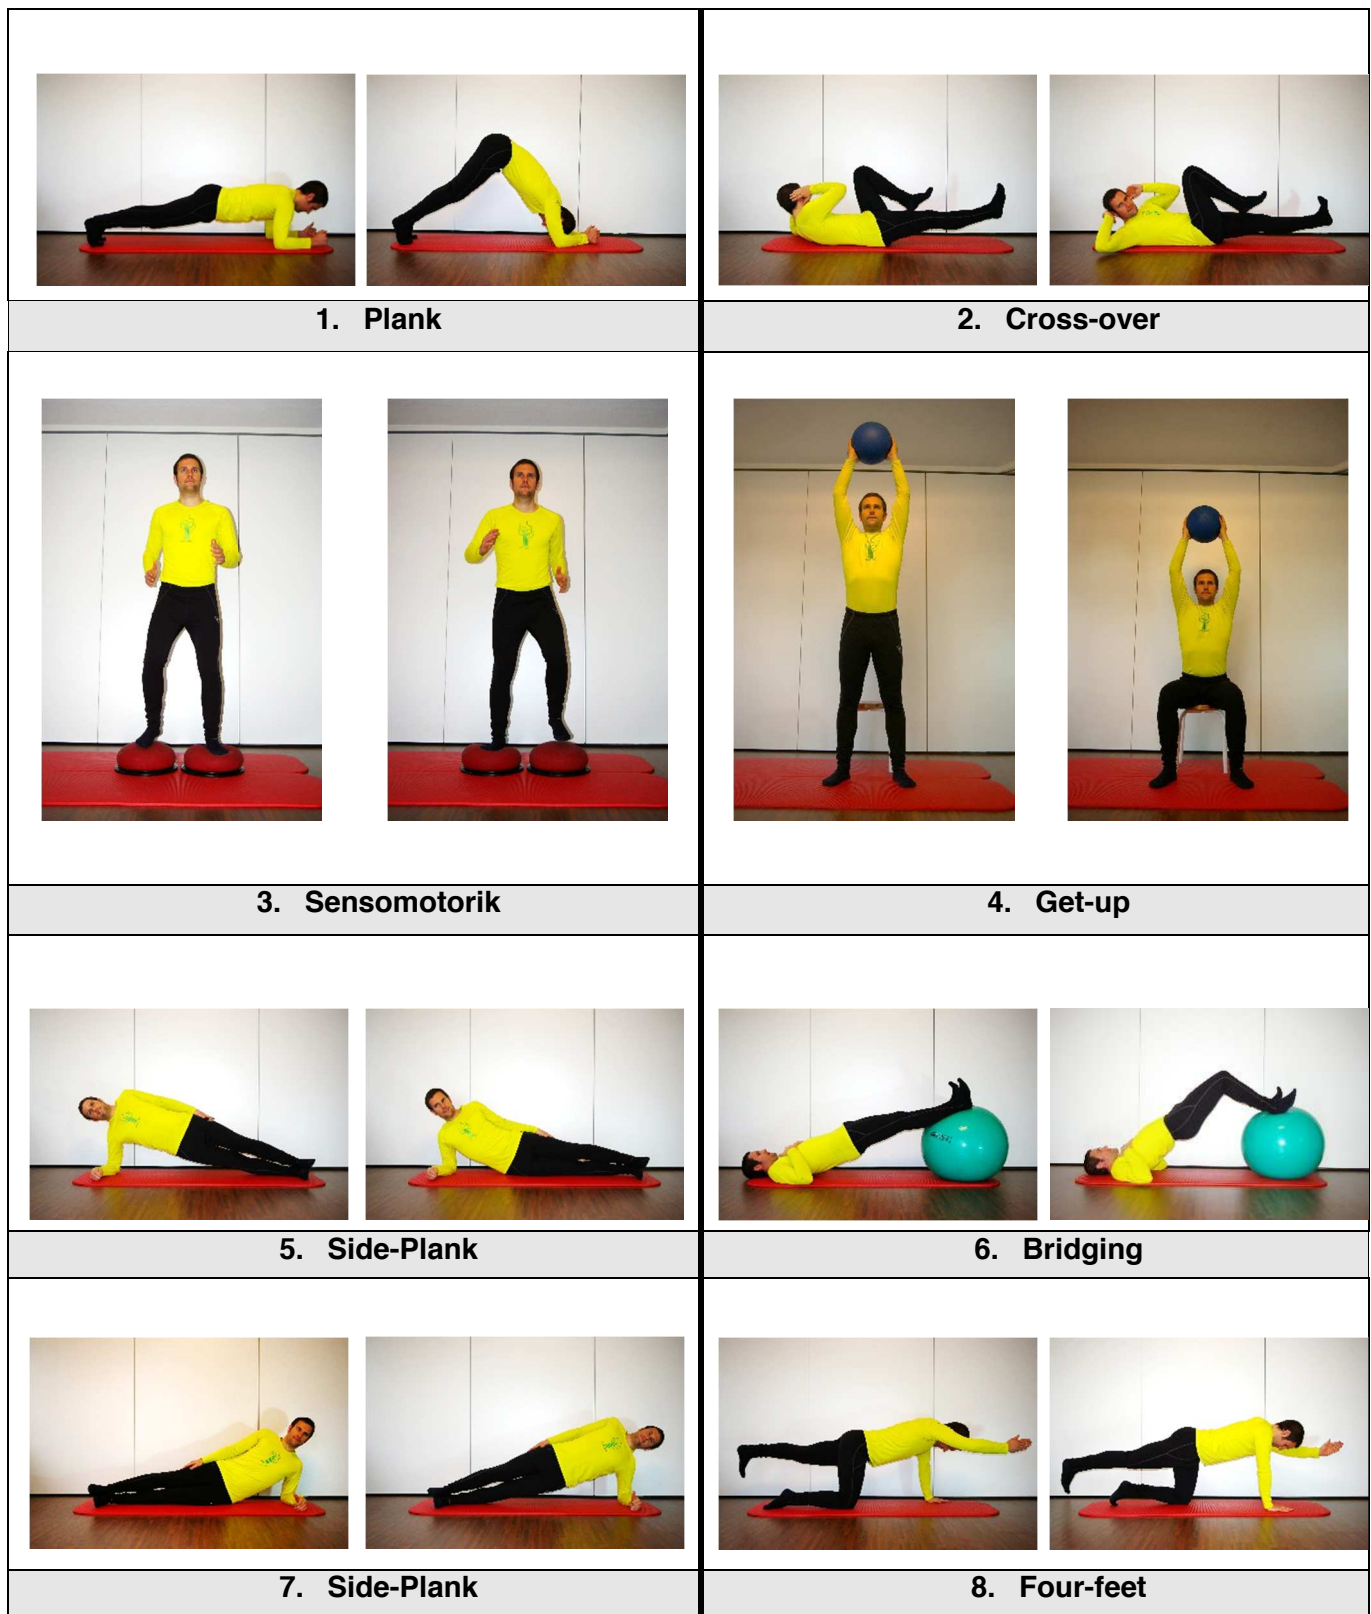 1. Plank
2. Cross-over
3. Sensomotorik
4. Get-up
5. Side-Plank
6. Bridging
7. Side-Plank
8. Four-feet